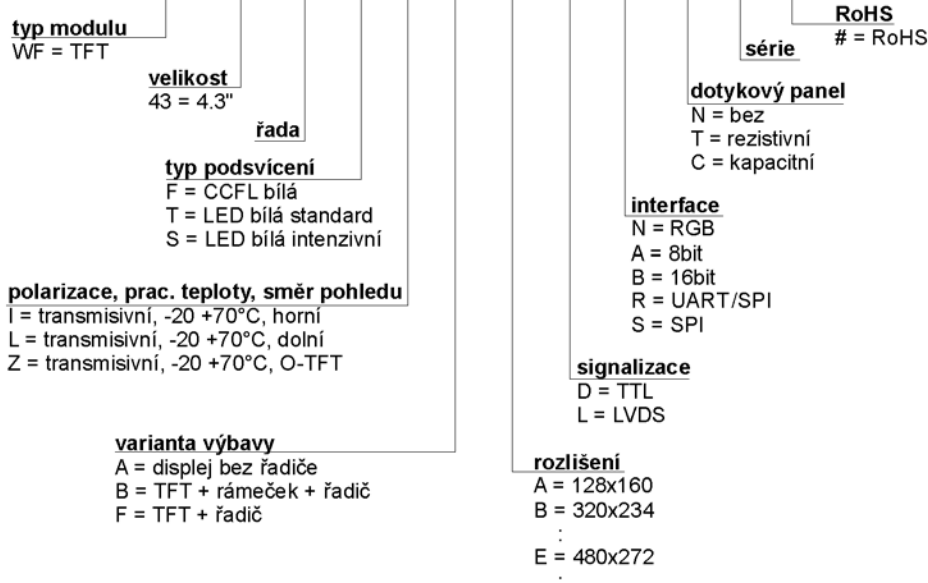 typ modulu
WF = TFT
velikost
43 = 4.3"
řada
typ podsvícení
F = CCFL bílá
T = LED bílá standard
S = LED bílá intenzivní
polarizace, prac. teploty, směr pohledu
I = transmisivní, -20 +70°C, horní
L = transmisivní, -20 +70°C, dolní
Z = transmisivní, -20 +70°C, O-TFT
varianta výbavy
A = displej bez řadiče
B = TFT + rámeček + řadič
F = TFT + řadič
rozlišení
A = 128x160
B = 320x234
:
E = 480x272
:
signalizace
D = TTL
L = LVDS
interface
N = RGB
A = 8bit
B = 16bit
R = UART/SPI
S = SPI
dotykový panel
N = bez
T = rezistivní
C = kapacitní
série
RoHS
# = RoHS